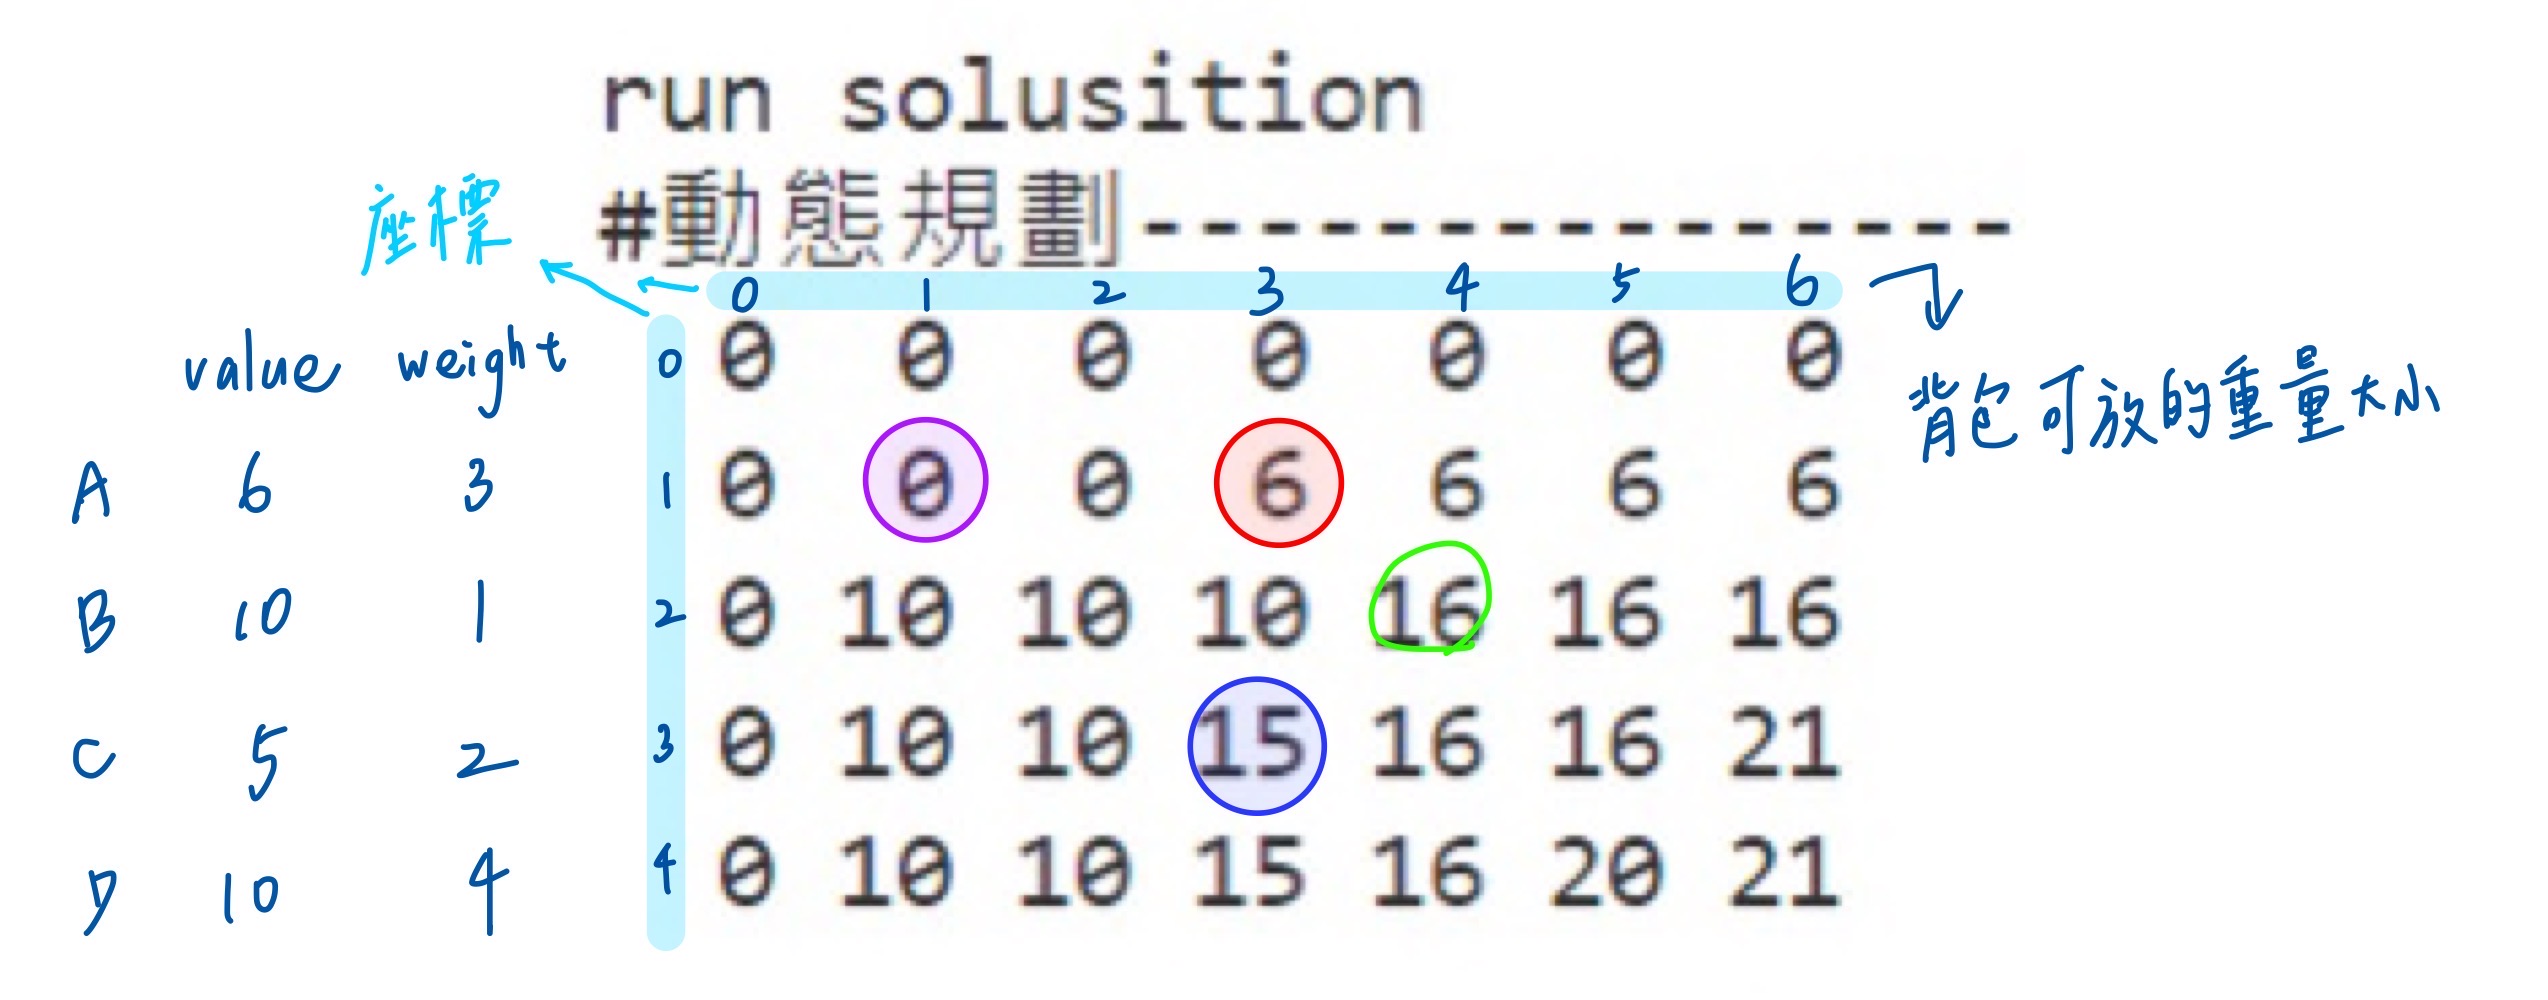 run solusition
座標 #動態規劃----------------
0 1 2 3 4 5 6
value weight 0 0 0 0 0 0 0 0
背包可放的重量大小
A 6 3 1 0 0 0 6 6 6 6
B 10 1 2 0 10 10 10 16 16 16
C 5 2 3 0 10 10 15 16 16 21
D 10 4 4 0 10 10 15 16 20 21